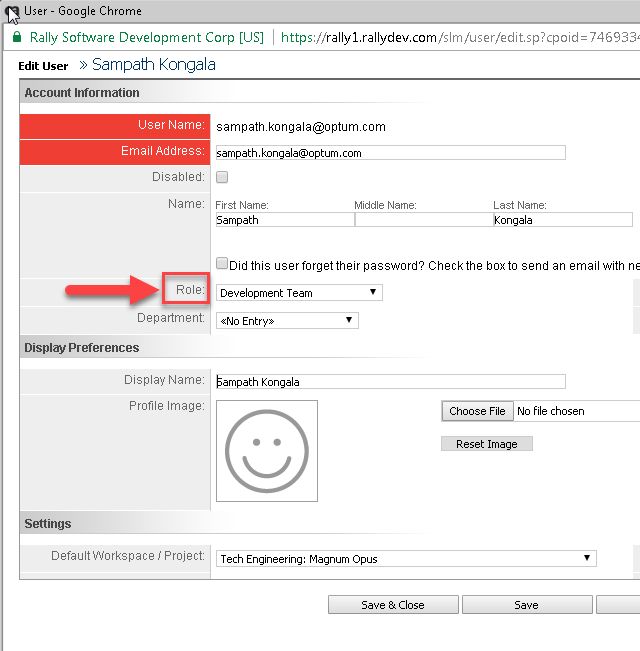 User - Google Chrome
Rally Software Development Corp [US] https://rally1.rallydev.com/slm/user/edit.sp?cpoid=746933
Edit User » Sampath Kongala
Account Information
User Name: sampath.kongala@optum.com
Email Address: sampath.kongala@optum.com
Disabled:
Name: First Name: Middle Name: Last Name:
Sampath Kongala
Did this user forget their password? Check the box to send an email with ne
Role: Development Team
Department: «No Entry»
Display Preferences
Display Name: Sampath Kongala
Profile Image: Choose File No file chosen
Reset Image
Settings
Default Workspace / Project: Tech Engineering: Magnum Opus
Save & Close Save